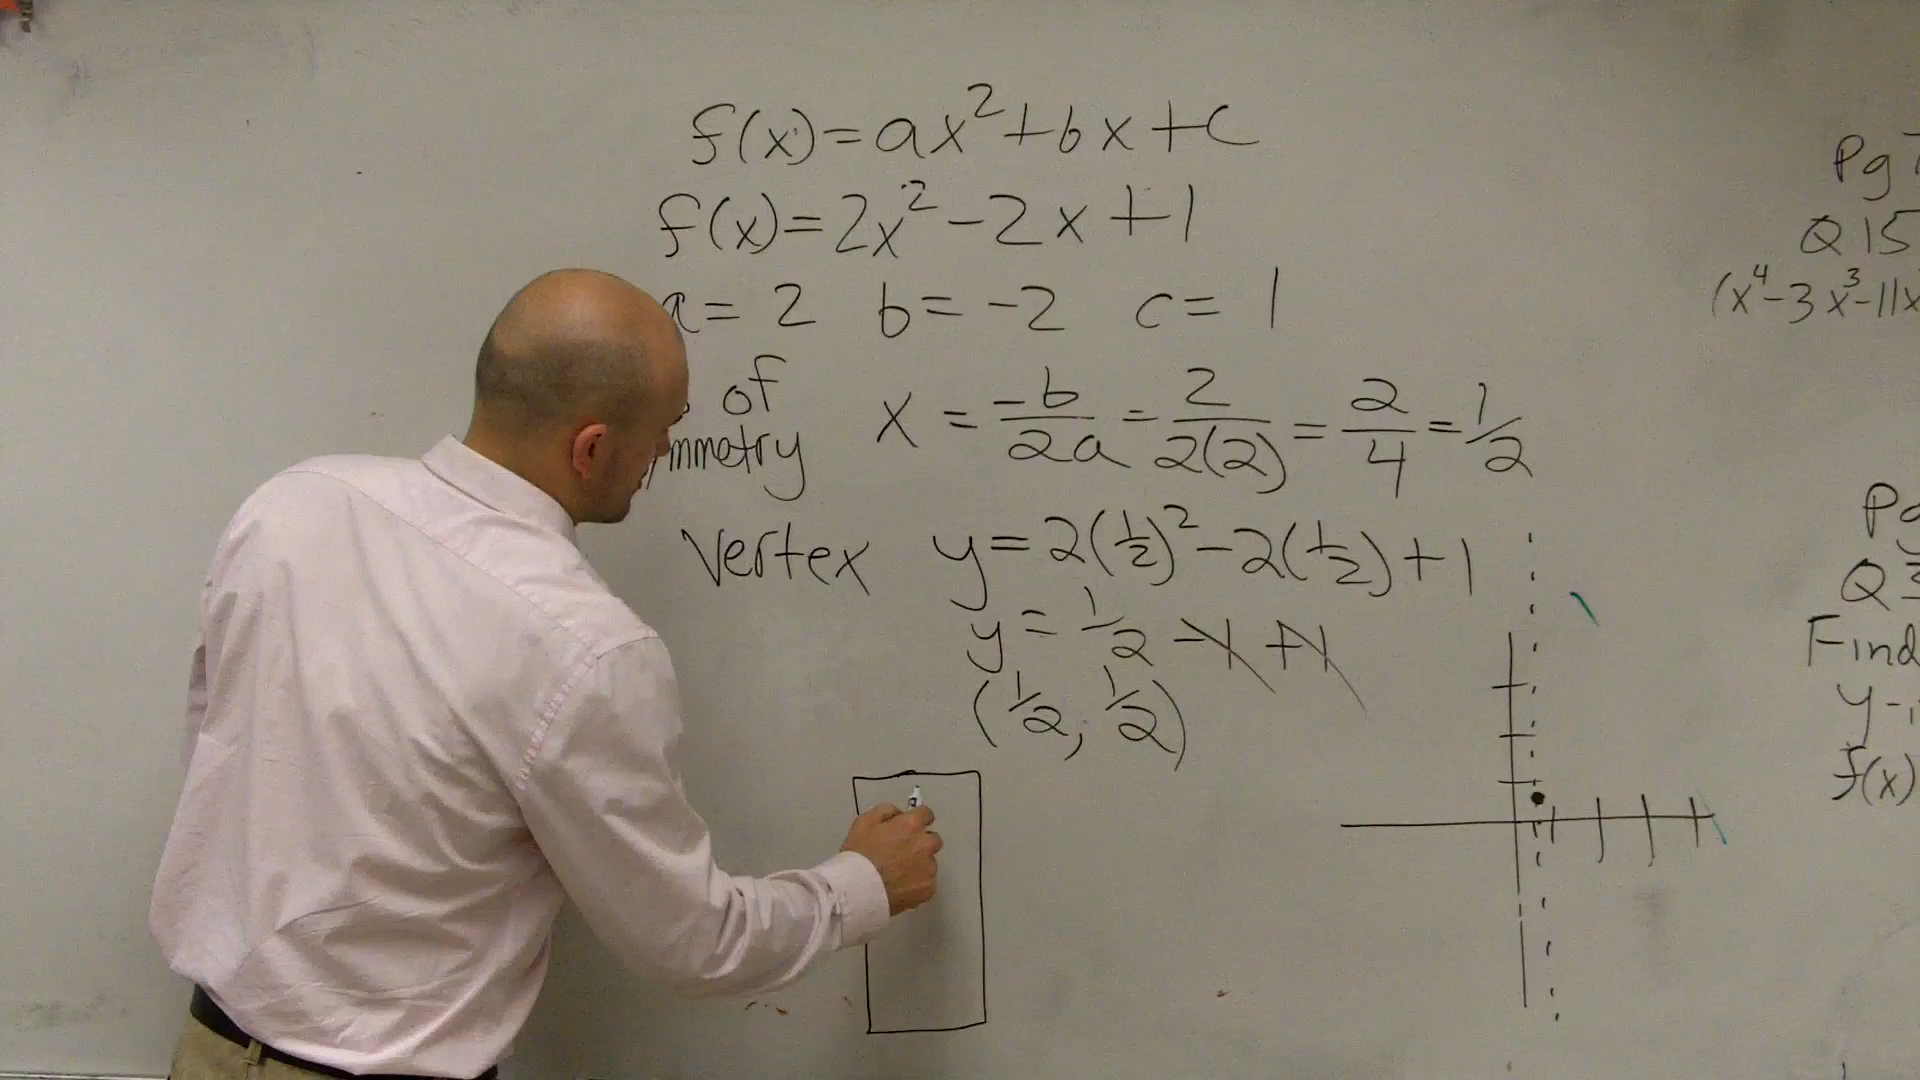 f(x)=ax²+bx+c
f(x)=2x²-2x+1
a=2 b=-2 c=1
of
x = -b/2a = 2/2(2) = 2/4 = 1/2
Vertex y=2(1/2)²-2(1/2)+1
y=1/2-1+1
(1/2, 1/2)
Pg
Q 15
(x⁴-3x³-11x
Q
Find
y-
f(x)